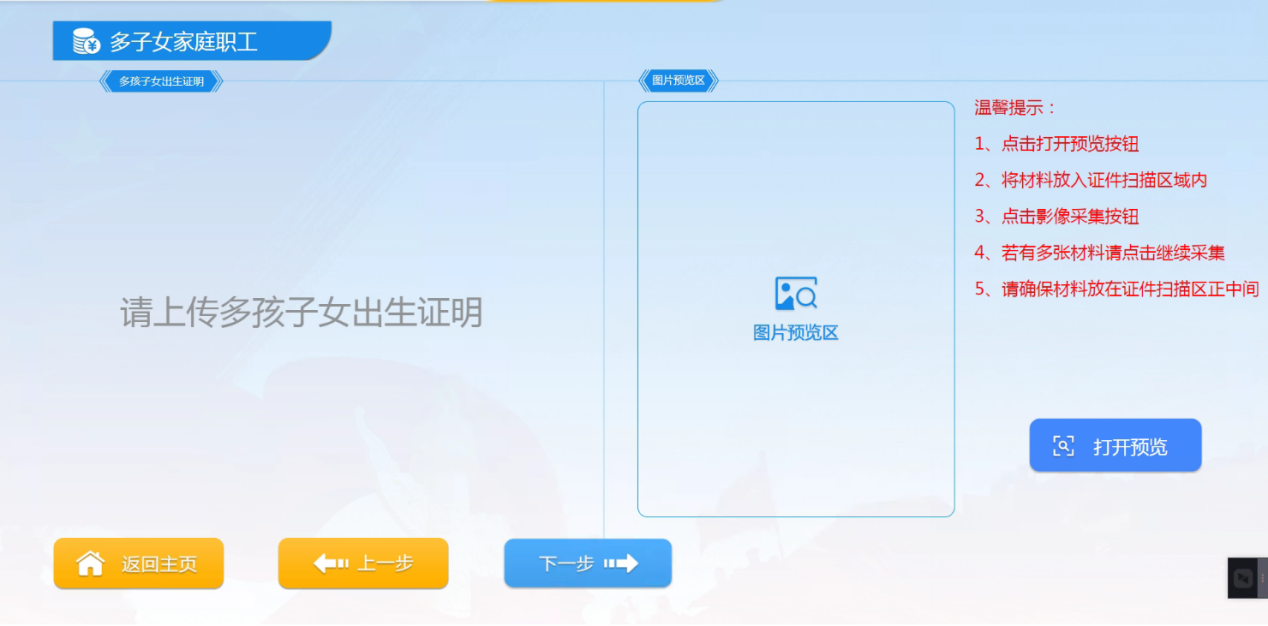 多子女家庭职工
多孩子女出生证明
图片预览区
温馨提示：
1、点击打开预览按钮
2、将材料放入证件扫描区域内
3、点击影像采集按钮
4、若有多张材料请点击继续采集
5、请确保材料放在证件扫描区正中间
请上传多孩子女出生证明
图片预览区
打开预览
返回主页
上一步
下一步